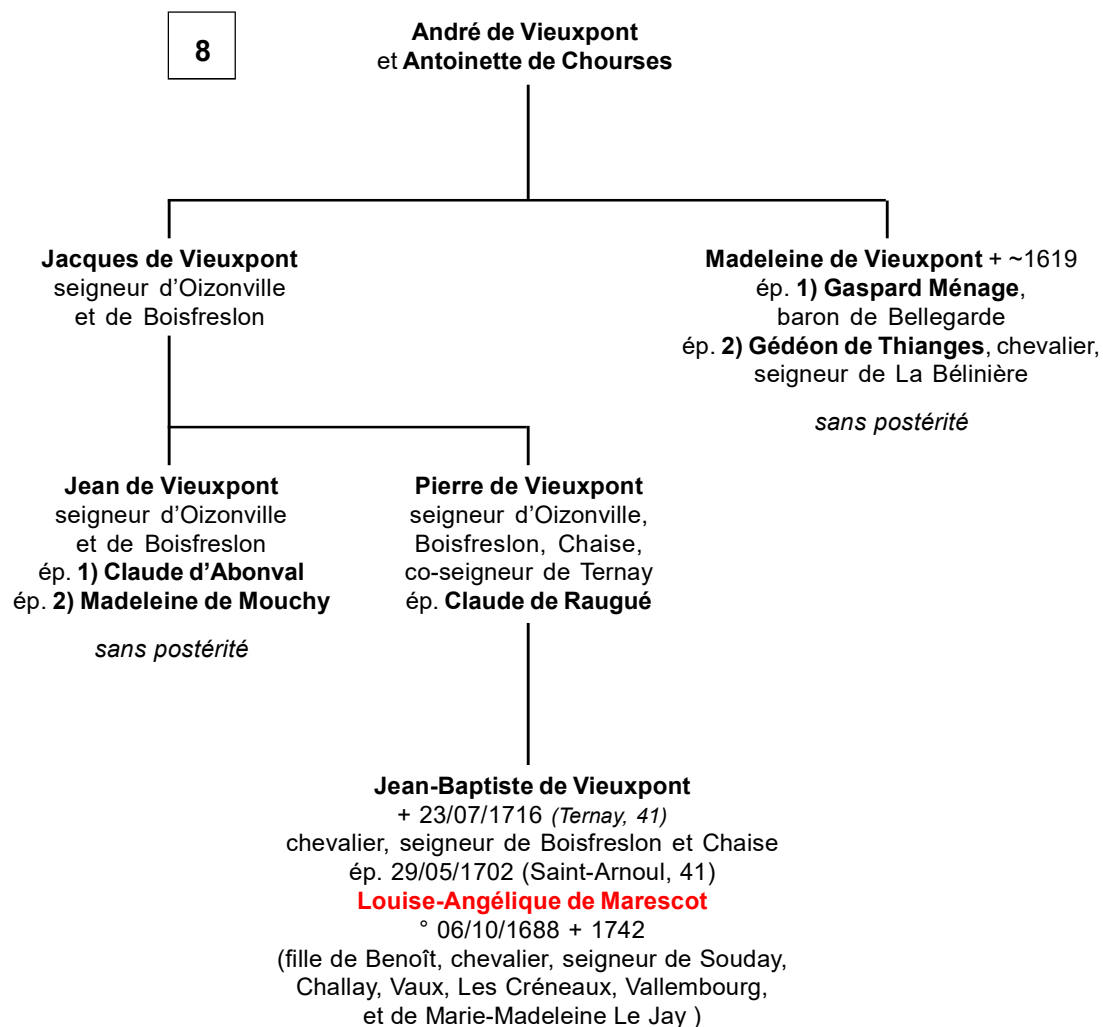 8
André de Vieuxpont
et Antoinette de Chourses
Jacques de Vieuxpont
seigneur d'Oizonville
et de Boisfreslon
Madeleine de Vieuxpont + ~1619
ép. 1) Gaspard Ménage,
baron de Bellegarde
ép. 2) Gédéon de Thianges, chevalier,
seigneur de La Bélinière
sans postérité
Jean de Vieuxpont
seigneur d'Oizonville
et de Boisfreslon
ép. 1) Claude d'Abonval
ép. 2) Madeleine de Mouchy
sans postérité
Pierre de Vieuxpont
seigneur d'Oizonville,
Boisfreslon, Chaise,
co-seigneur de Ternay
ép. Claude de Raugué
Jean-Baptiste de Vieuxpont
+ 23/07/1716 (Ternay, 41)
chevalier, seigneur de Boisfreslon et Chaise
ép. 29/05/1702 (Saint-Arnoul, 41)
Louise-Angélique de Marescot
° 06/10/1688 + 1742
(fille de Benoît, chevalier, seigneur de Souday,
Challay, Vaux, Les Créneaux, Vallembourg,
et de Marie-Madeleine Le Jay )